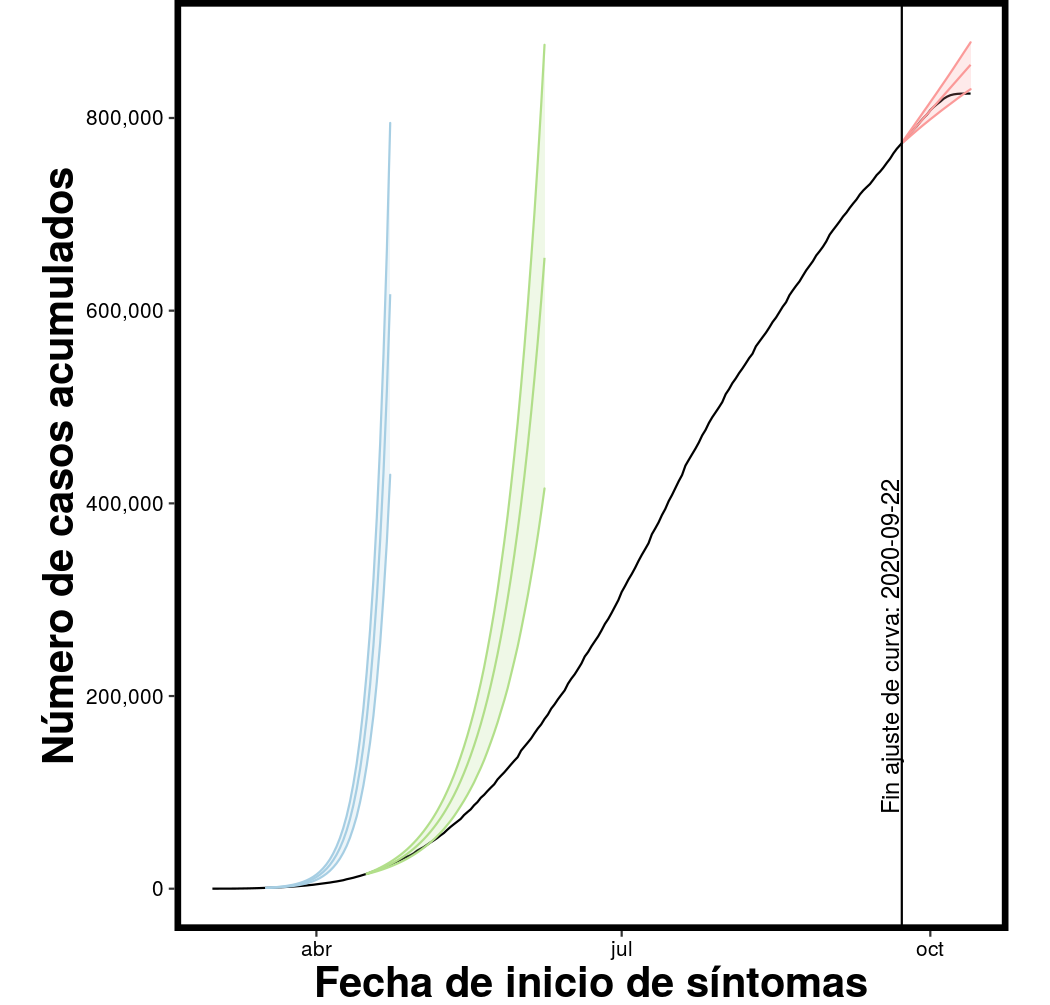 Número de casos acumulados
800,000
600,000
400,000
200,000
0
Fin ajuste de curva: 2020-09-22
abr
jul
oct
Fecha de inicio de síntomas